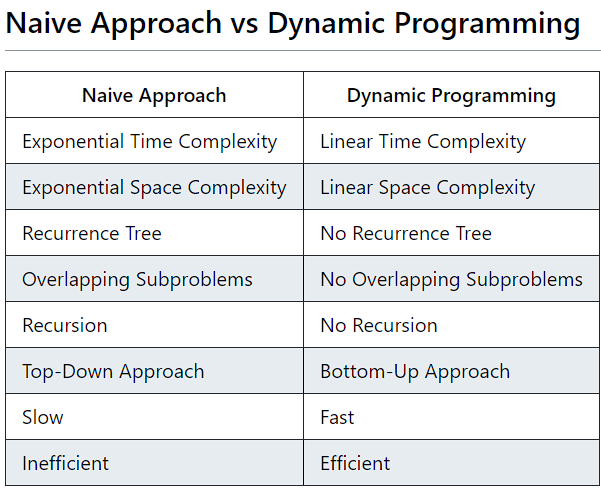 Naive Approach vs Dynamic Programming
Naive Approach Dynamic Programming
Exponential Time Complexity Linear Time Complexity
Exponential Space Complexity Linear Space Complexity
Recurrence Tree No Recurrence Tree
Overlapping Subproblems No Overlapping Subproblems
Recursion No Recursion
Top-Down Approach Bottom-Up Approach
Slow Fast
Inefficient Efficient